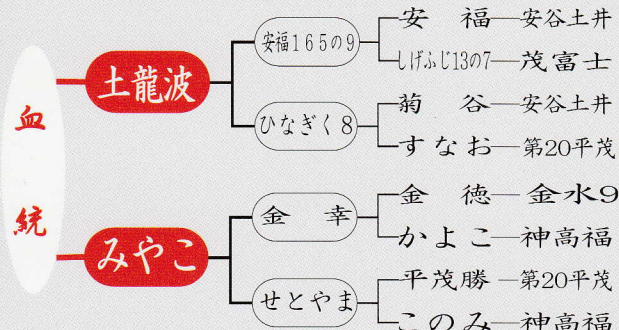 血統
土龍波
安福165の9
安福 安谷土井
しげふじ13の7 茂富士
ひなぎく8
菊谷 安谷土井
すなお 第20平茂
みやこ
金幸
金徳 金水9
かよこ 神高福
せとやま
平茂勝 第20平茂
このみ 神高福